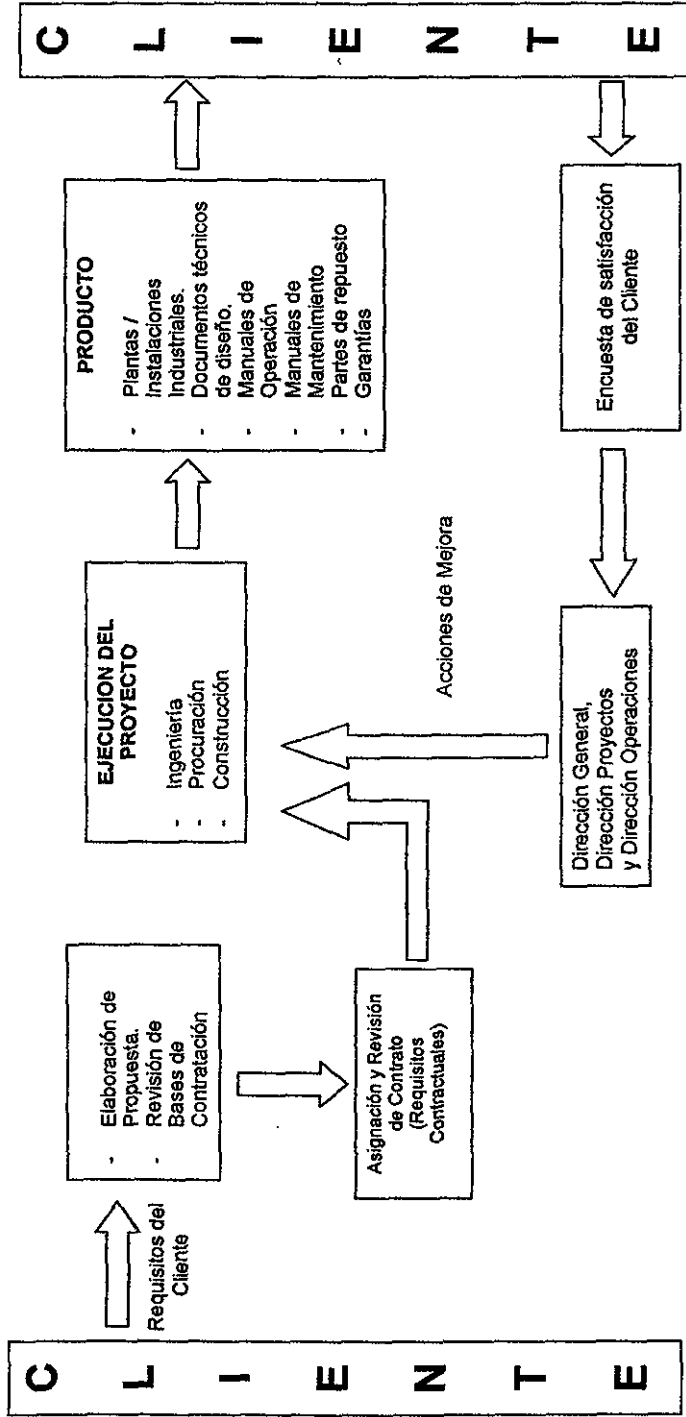 C
L
I
E
N
T
E
Requisitos del
Cliente
- Elaboración de
Propuesta.
- Revisión de
Bases de
Contratación
Asignación y Revisión
de Contrato
(Requisitos
Contractuales)
EJECUCION DEL
PROYECTO
- Ingeniería
- Procuración
- Construcción
Acciones de Mejora
PRODUCTO
- Plantas /
Instalaciones
Industriales.
- Documentos técnicos
de diseño.
- Manuales de
Operación
- Manuales de
Mantenimiento
- Partes de repuesto
- Garantías
C
L
I
E
N
T
E
Encuesta de satisfacción
del Cliente
Dirección General,
Dirección Proyectos
y Dirección Operaciones